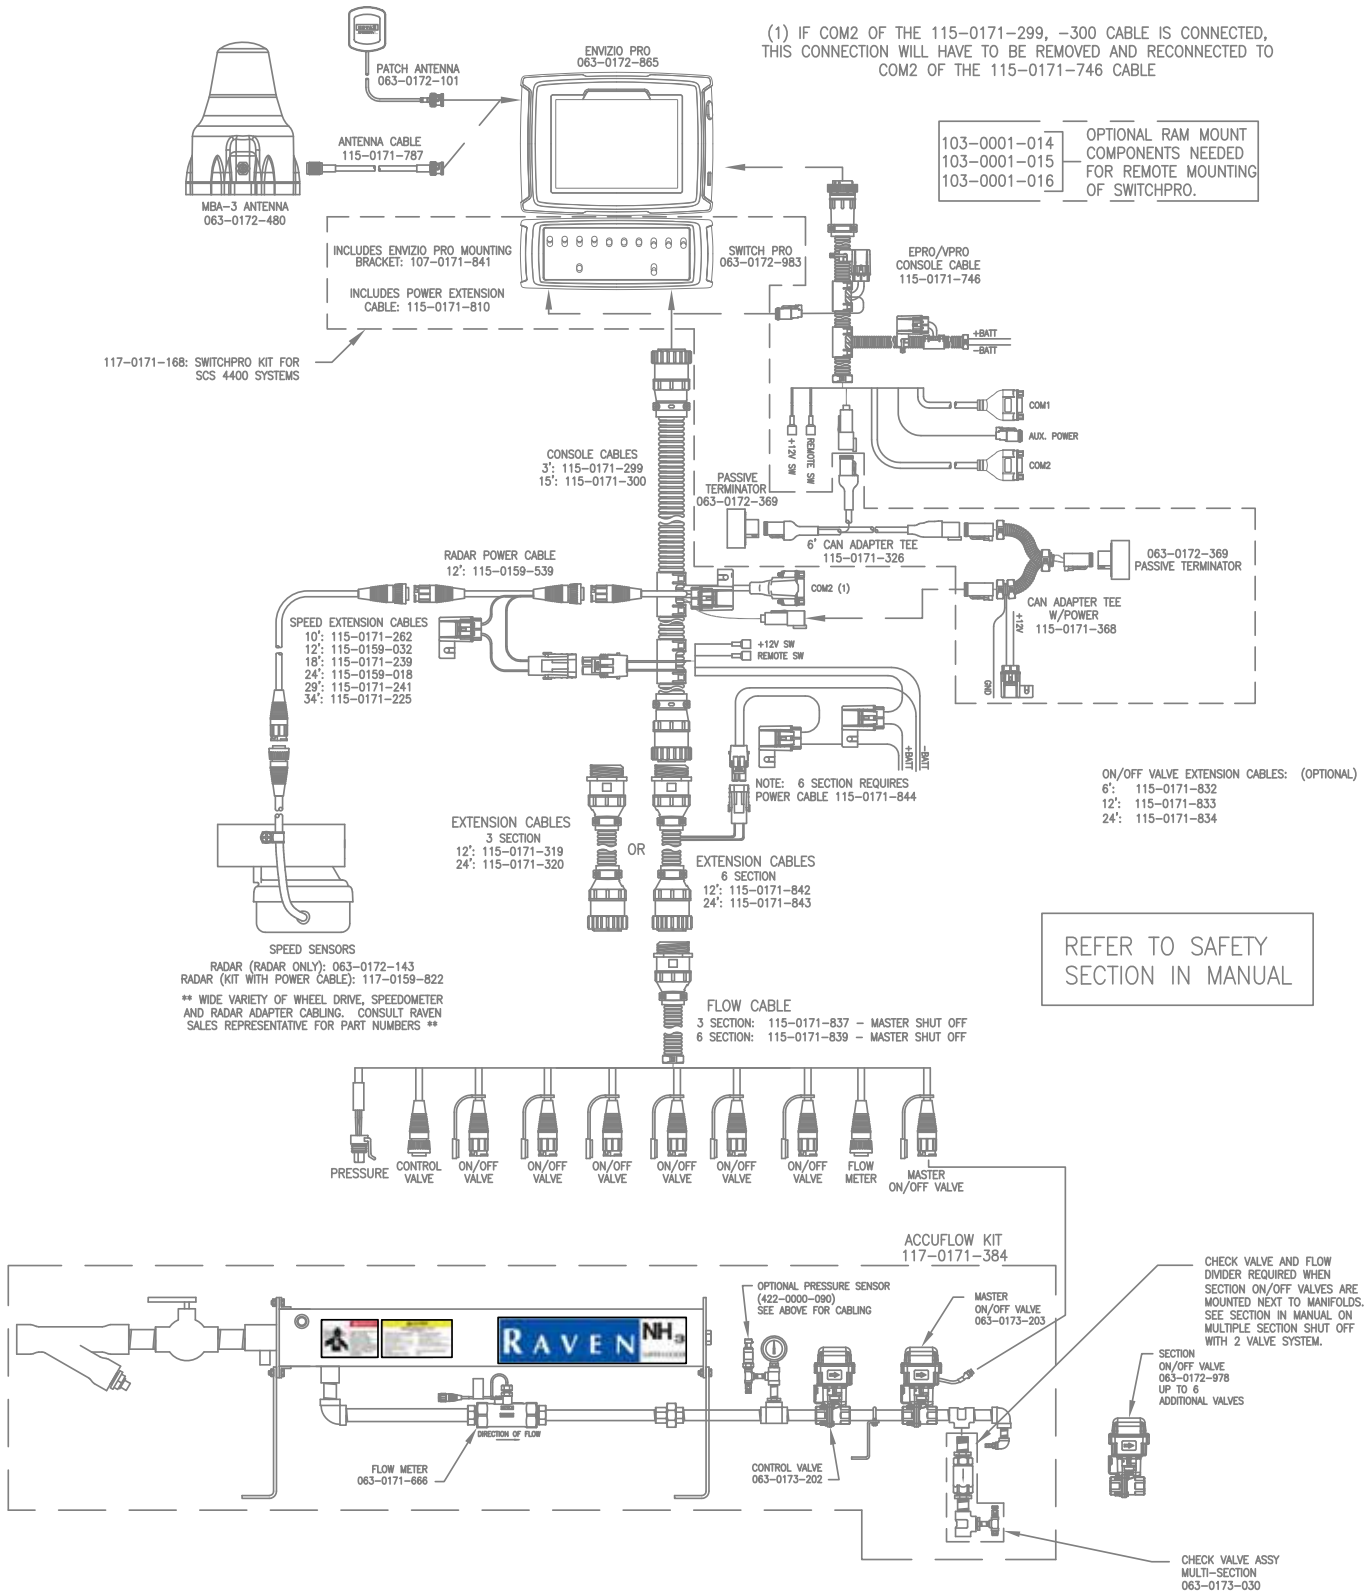 (1) IF COM2 OF THE 115-0171-299, -300 CABLE IS CONNECTED,
THIS CONNECTION WILL HAVE TO BE REMOVED AND RECONNECTED TO
COM2 OF THE 115-0171-746 CABLE
PATCH ANTENNA
063-0172-101
ENVIZIO PRO
063-0172-865
ANTENNA CABLE
115-0171-787
MBA-3 ANTENNA
063-0172-480
103-0001-014
103-0001-015
103-0001-016
OPTIONAL RAM MOUNT
COMPONENTS NEEDED
FOR REMOTE MOUNTING
OF SWITCHPRO.
INCLUDES ENVIZIO PRO MOUNTING
BRACKET: 107-0171-841
INCLUDES POWER EXTENSION
CABLE: 115-0171-810
SWITCH PRO
063-0172-983
EPRO/VPRO
CONSOLE CABLE
115-0171-746
+BATT
-BATT
117-0171-168: SWITCHPRO KIT FOR
SCS 4400 SYSTEMS
COM1
AUX. POWER
COM2
+12V SW
REMOTE SW
CONSOLE CABLES
3': 115-0171-299
15': 115-0171-300
PASSIVE
TERMINATOR
063-0172-369
6' CAN ADAPTER TEE
115-0171-326
063-0172-369
PASSIVE TERMINATOR
RADAR POWER CABLE
12': 115-0159-539
COM2 (1)
CAN ADAPTER TEE
W/POWER
115-0171-368
+12V
GND
SPEED EXTENSION CABLES
10': 115-0171-262
12': 115-0159-032
18': 115-0171-239
24': 115-0159-018
29': 115-0171-241
34': 115-0171-225
+12V SW
REMOTE SW
+BATT
-BATT
NOTE: 6 SECTION REQUIRES
POWER CABLE 115-0171-844
ON/OFF VALVE EXTENSION CABLES: (OPTIONAL)
6': 115-0171-832
12': 115-0171-833
24': 115-0171-834
EXTENSION CABLES
3 SECTION
12': 115-0171-319
24': 115-0171-320
OR
EXTENSION CABLES
6 SECTION
12': 115-0171-842
24': 115-0171-843
REFER TO SAFETY
SECTION IN MANUAL
SPEED SENSORS
RADAR (RADAR ONLY): 063-0172-143
RADAR (KIT WITH POWER CABLE): 117-0159-822
** WIDE VARIETY OF WHEEL DRIVE, SPEEDOMETER
AND RADAR ADAPTER CABLING. CONSULT RAVEN
SALES REPRESENTATIVE FOR PART NUMBERS **
FLOW CABLE
3 SECTION: 115-0171-837 - MASTER SHUT OFF
6 SECTION: 115-0171-839 - MASTER SHUT OFF
PRESSURE
CONTROL
VALVE
ON/OFF
VALVE
ON/OFF
VALVE
ON/OFF
VALVE
ON/OFF
VALVE
ON/OFF
VALVE
ON/OFF
VALVE
FLOW
METER
MASTER
ON/OFF VALVE
ACCUFLOW KIT
117-0171-384
CHECK VALVE AND FLOW
DIVIDER REQUIRED WHEN
SECTION ON/OFF VALVES ARE
MOUNTED NEXT TO MANIFOLDS.
SEE SECTION IN MANUAL ON
MULTIPLE SECTION SHUT OFF
WITH 2 VALVE SYSTEM.
OPTIONAL PRESSURE SENSOR
(422-0000-090)
SEE ABOVE FOR CABLING
MASTER
ON/OFF VALVE
063-0173-203
RAVEN NH3
SECTION
ON/OFF VALVE
063-0172-978
UP TO 6
ADDITIONAL VALVES
DIRECTION OF FLOW
FLOW METER
063-0171-666
CONTROL VALVE
063-0173-202
CHECK VALVE ASSY
MULTI-SECTION
063-0173-030